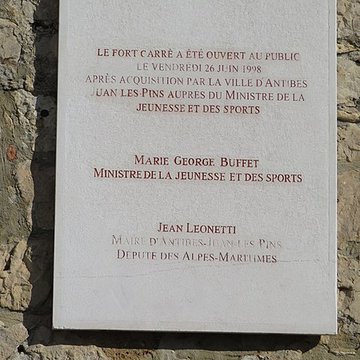 LE FORT CARRÉ A ÉTÉ OUVERT AU PUBLIC
LE VENDREDI 26 JUIN 1998
APRÈS ACQUISITION PAR LA VILLE D'ANTIBES
JUAN LES PINS AUPRES DU MINISTRE DE LA
JEUNESSE ET DES SPORTS
MARIE GEORGE BUFFET
MINISTRE DE LA JEUNESSE ET DES SPORTS
JEAN LEONETTI
MAIRE D'ANTIBES-JUAN-LES PINS
DÉPUTÉ DES ALPES-MARITIMES